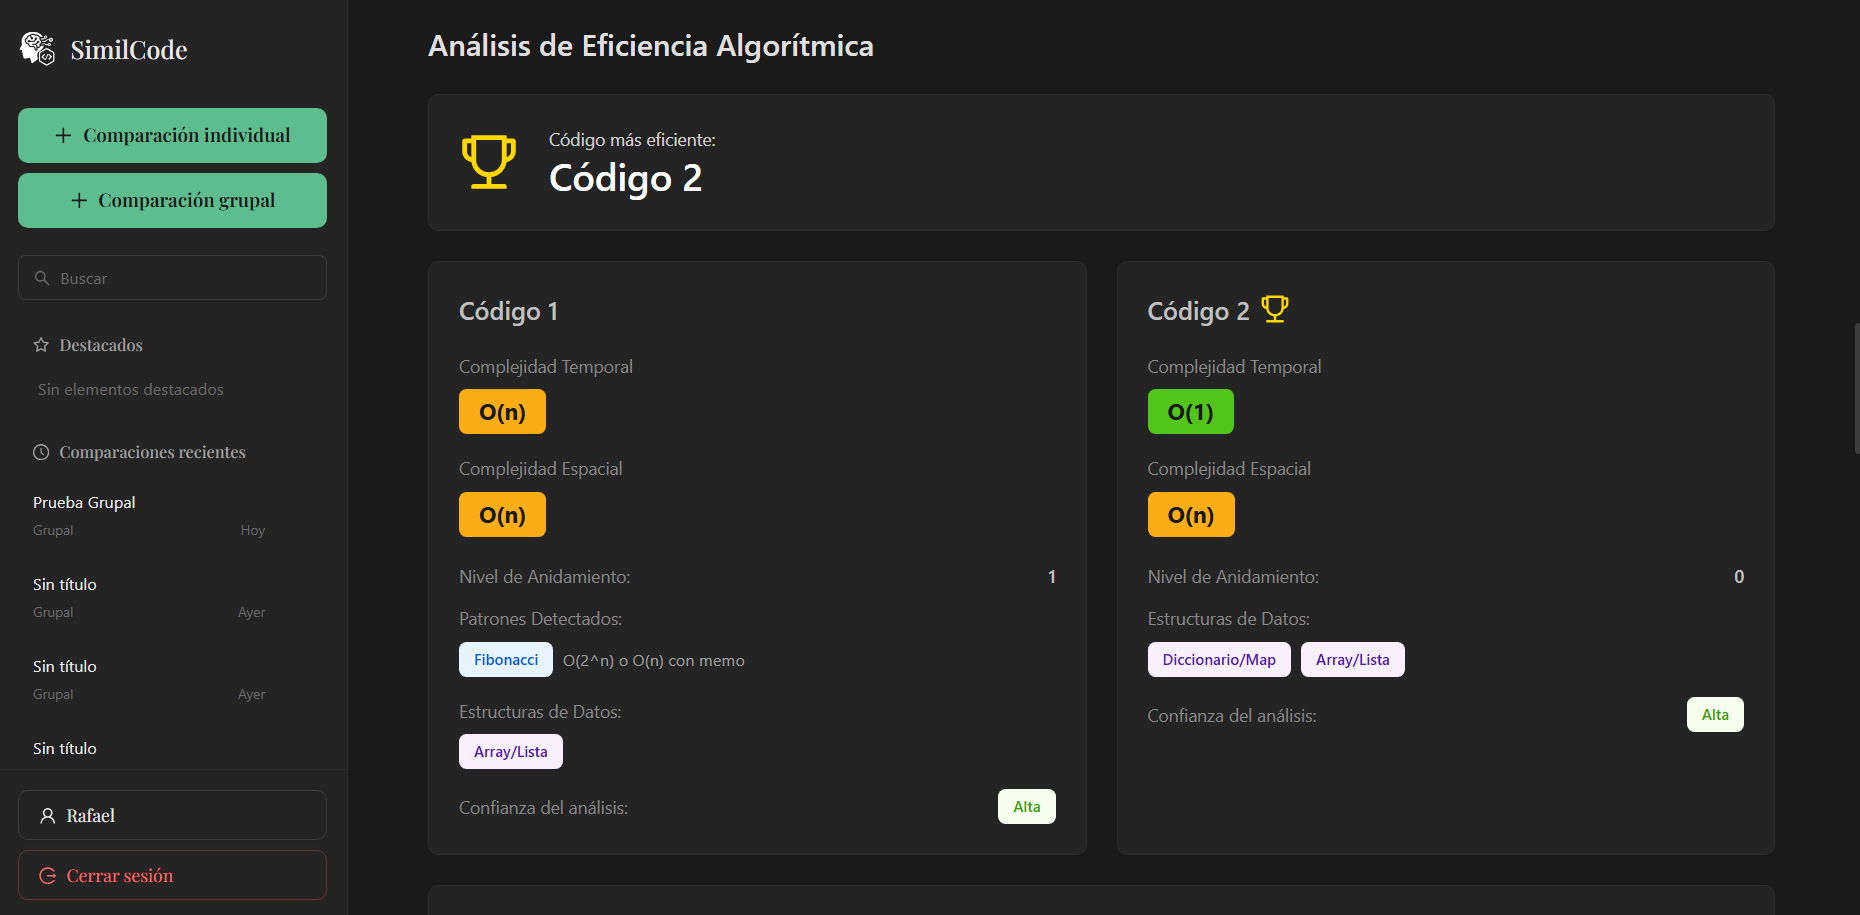 SimilCode
+ Comparación individual
+ Comparación grupal
Buscar
Destacados
Sin elementos destacados
Comparaciones recientes
Prueba Grupal
Grupal Hoy
Sin título
Grupal Ayer
Sin título
Grupal Ayer
Sin título
Rafael
Cerrar sesión
Análisis de Eficiencia Algorítmica
Código más eficiente:
Código 2
Código 1
Complejidad Temporal
O(n)
Complejidad Espacial
O(n)
Nivel de Anidamiento: 1
Patrones Detectados:
Fibonacci O(2^n) o O(n) con memo
Estructuras de Datos:
Array/Lista
Confianza del análisis: Alta
Código 2
Complejidad Temporal
O(1)
Complejidad Espacial
O(n)
Nivel de Anidamiento: 0
Estructuras de Datos:
Diccionario/Map Array/Lista
Confianza del análisis: Alta